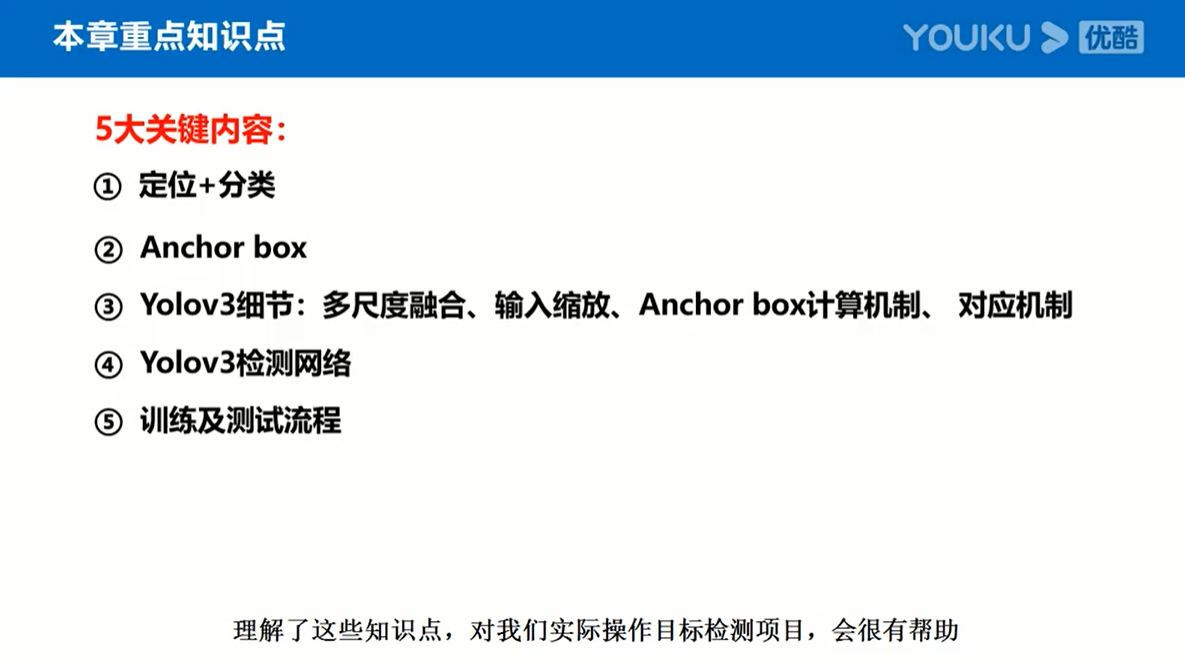 本章重点知识点
YOUKU 优酷
5大关键内容：
① 定位+分类
② Anchor box
③ Yolov3细节：多尺度融合、输入缩放、Anchor box计算机制、 对应机制
④ Yolov3检测网络
⑤ 训练及测试流程
理解了这些知识点，对我们实际操作目标检测项目，会很有帮助